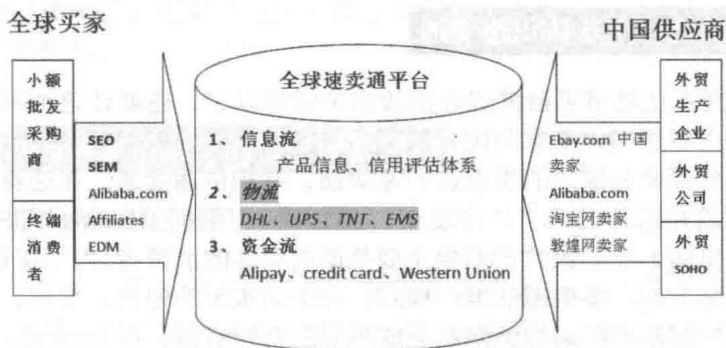 全球买家
中国供应商
小额
批发
采购
商
终端
消费
者
SEO
SEM
Alibaba.com
Affiliates
EDM
全球速卖通平台
1、信息流
产品信息、信用评估体系
2、物流
DHL、UPS、TNT、EMS
3、资金流
Alipay、credit card、Western Union
Ebay.com 中国
卖家
Alibaba.com
淘宝网卖家
敦煌网卖家
外贸
生产
企业
外贸
公司
外贸
SOHO